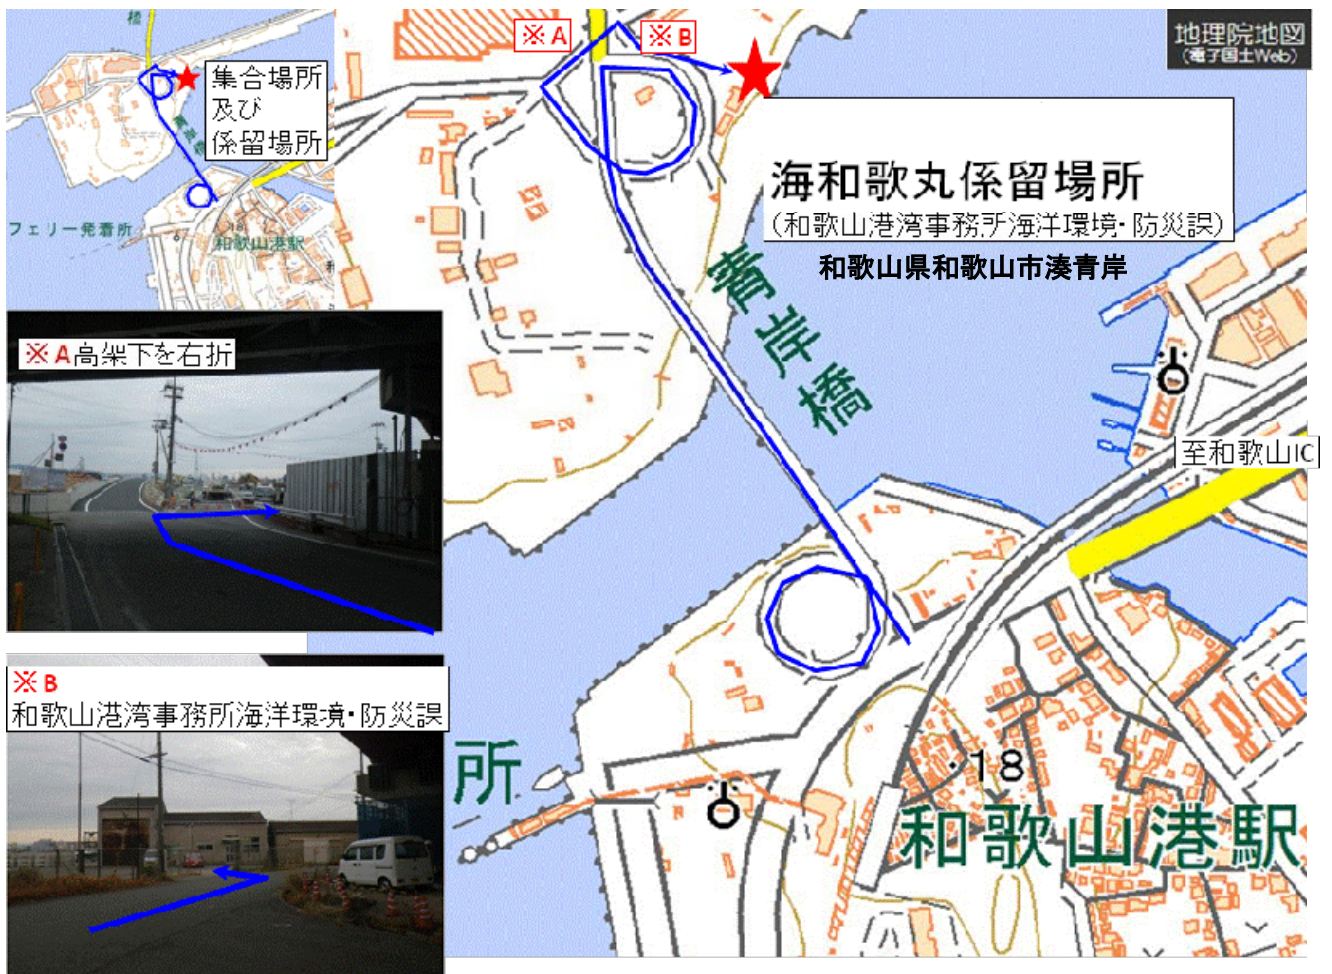 橋
集合場所
及び
係留場所
青岸橋
フェリー発着所
和歌山港駅
※A
※B
地理院地図
(電子国土Web)
海和歌丸係留場所
(和歌山港湾事務所海洋環境・防災課)
和歌山県和歌山市湊青岸
青岸橋
至和歌山IC
※A高架下を右折
※B
和歌山港湾事務所海洋環境・防災課
所
・18
和歌山港駅